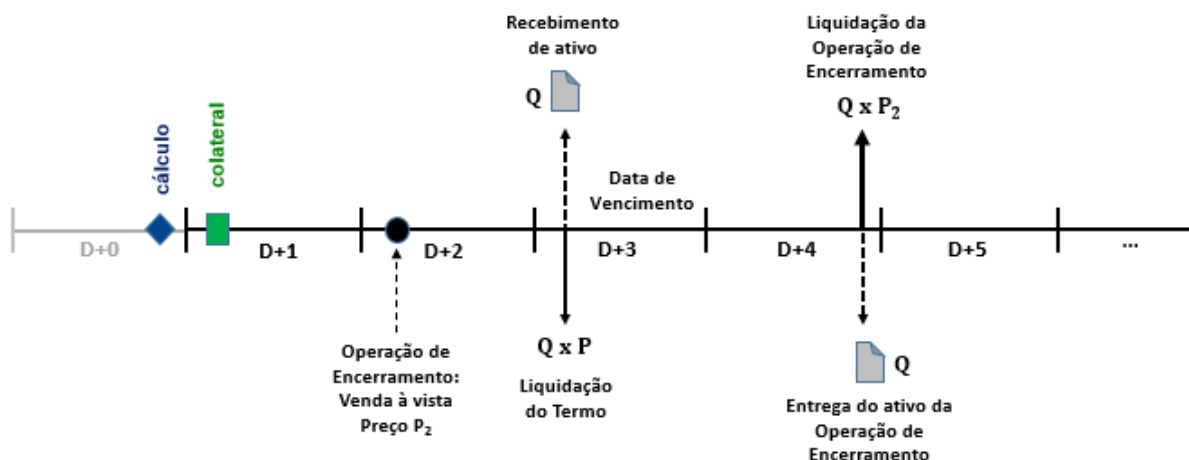 Recebimento
de ativo
Q
Liquidação da
Operação de
Encerramento
Q x P₂
cálculo
colateral
Data de
Vencimento
D+0
D+1
D+2
D+3
D+4
D+5
...
Operação de
Encerramento:
Venda à vista
Preço P₂
Q x P
Liquidação
do Termo
Q
Entrega do ativo da
Operação de
Encerramento